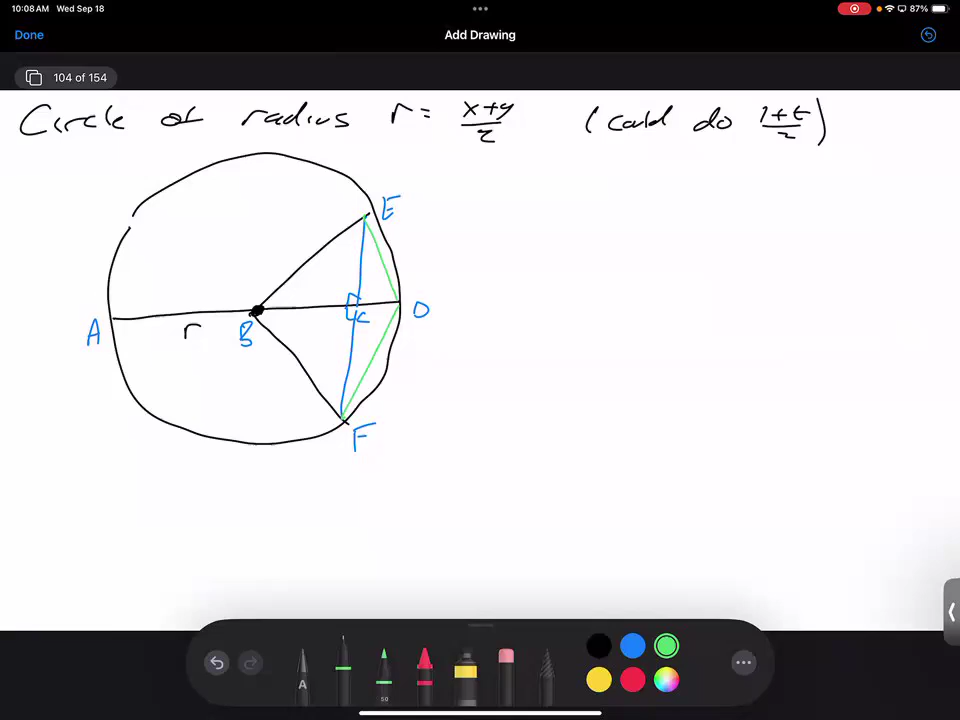 10:08 AM Wed Sep 18
87%
Done
Add Drawing
104 of 154
Circle of radius r = x+y/2 (could do 1+t/2)
E
A
r
B
C
D
F
A
50